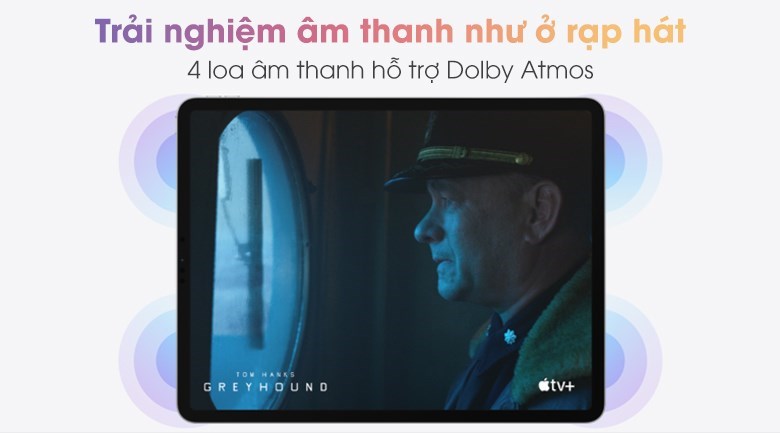 Trải nghiệm âm thanh như ở rạp hát
4 loa âm thanh hỗ trợ Dolby Atmos
TOM HANKS
GREYHOUND
tv+